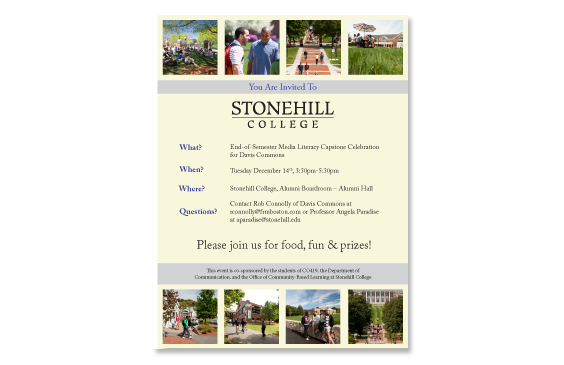 You Are Invited To
STONEHILL
COLLEGE
What? End-of-Semester Media Literacy Capstone Celebration
for Davis Commons
When? Tuesday December 14th, 3:30pm-5:30pm
Where? Stonehill College, Alumni Boardroom – Alumni Hall
Questions? Contact Rob Connolly of Davis Commons at
rconnolly@frmboston.com or Professor Angela Paradise
at aparadise@stonehill.edu
Please join us for food, fun & prizes!
This event is co-sponsored by the students of CO419, the Department of
Communication, and the Office of Community-Based Learning at Stonehill College